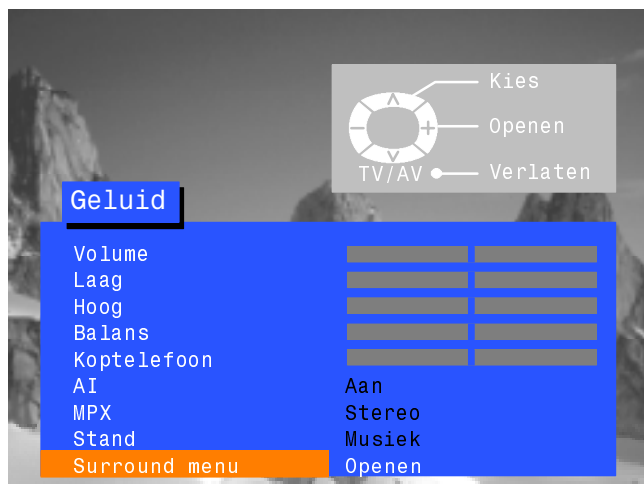 Kies
Openen
TV/AV Verlaten
Geluid
Volume
Laag
Hoog
Balans
Koptelefoon
AI Aan
MPX Stereo
Stand Musiek
Surround menu Openen